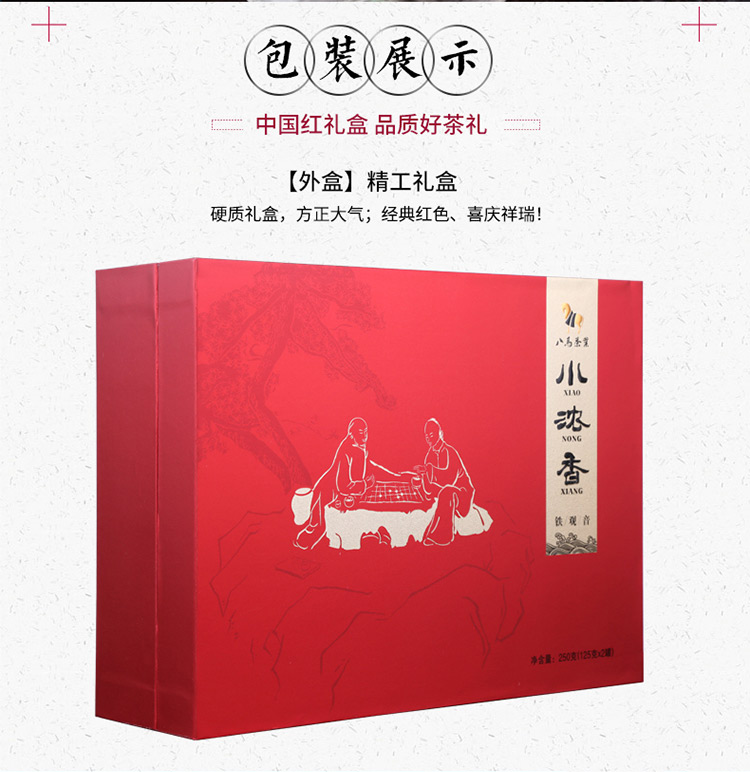 包装展示
中国红礼盒 品质好茶礼
【外盒】精工礼盒
硬质礼盒，方正大气；经典红色、喜庆祥瑞！
八马茶业
小
XIAO
浓
NONG
香
XIANG
铁观音
净含量：250克(125克x2罐)